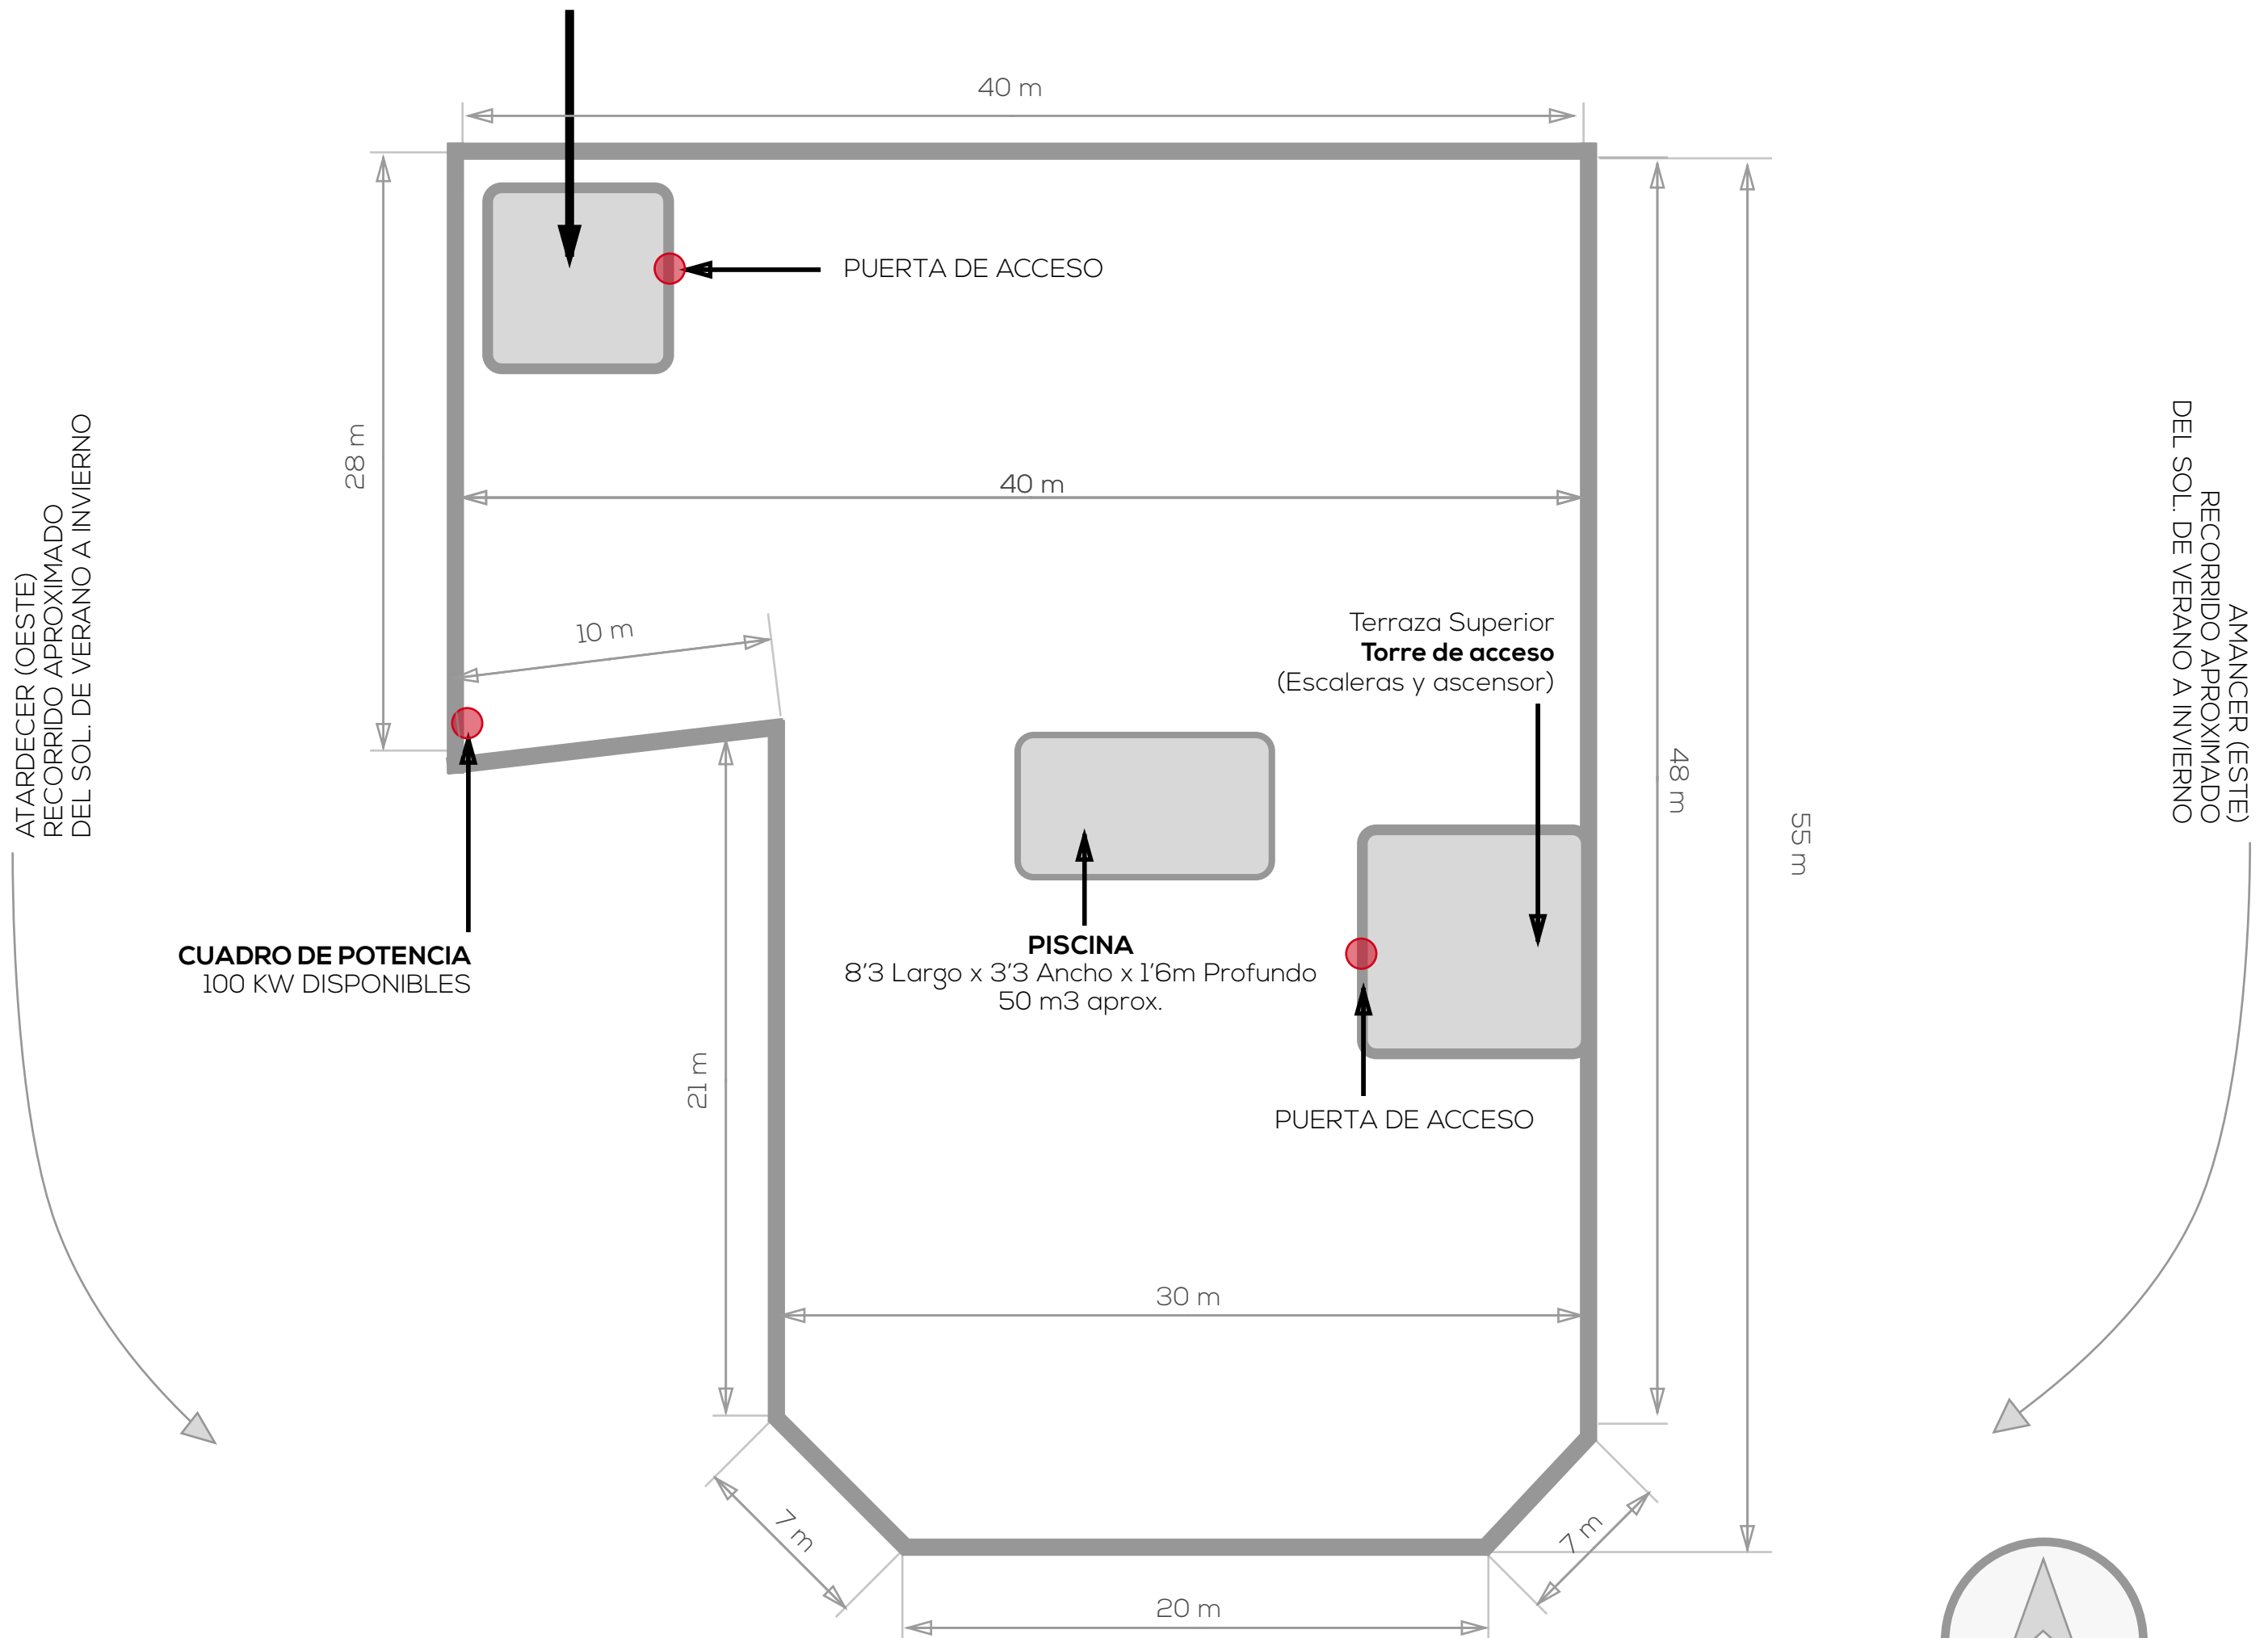 40 m
PUERTA DE ACCESO
28 m
40 m
ATARDECER (OESTE)
RECORRIDO APROXIMADO
DEL SOL. DE VERANO A INVIERNO
AMANCER (ESTE)
RECORRIDO APROXIMADO
DEL SOL. DE VERANO A INVIERNO
10 m
Terraza Superior
Torre de acceso
(Escaleras y ascensor)
48 m
55 m
CUADRO DE POTENCIA
100 KW DISPONIBLES
PISCINA
8'3 Largo x 3'3 Ancho x 1'6m Profundo
50 m3 aprox.
21 m
PUERTA DE ACCESO
30 m
7 m
7 m
20 m